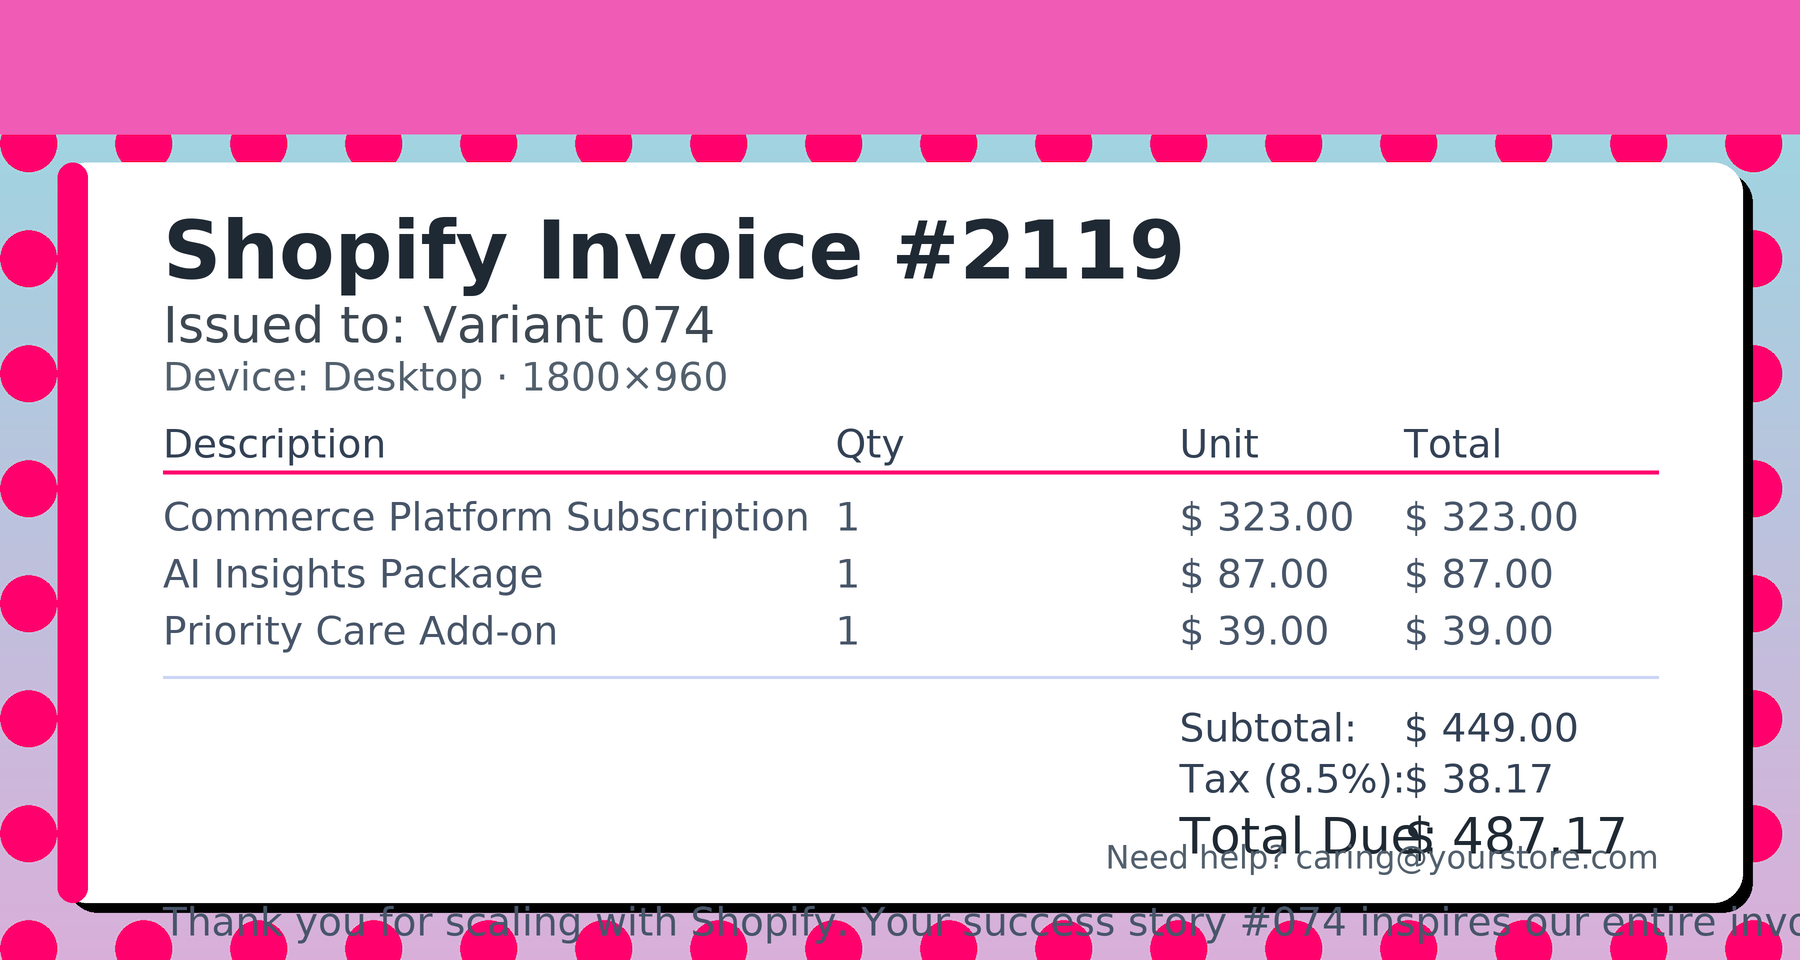 Shopify Invoice #2119
Issued to: Variant 074
Device: Desktop · 1800×960
Description Qty Unit Total
Commerce Platform Subscription 1 $ 323.00 $ 323.00
AI Insights Package 1 $ 87.00 $ 87.00
Priority Care Add-on 1 $ 39.00 $ 39.00
Subtotal: $ 449.00
Tax (8.5%): $ 38.17
Total Due: $ 487.17
Need help? caring@yourstore.com
Thank you for scaling with Shopify. Your success story #074 inspires our entire